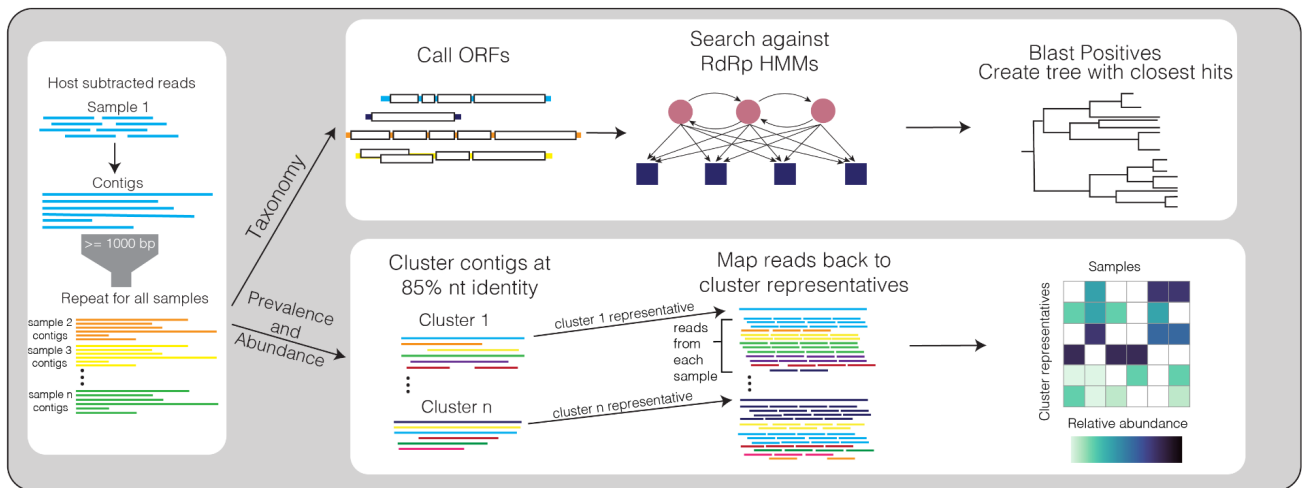 Host subtracted reads
Sample 1
Contigs
>= 1000 bp
Repeat for all samples
sample 2
contigs
sample 3
contigs
sample n
contigs
Taxonomy
Prevalence
and
Abundance
Call ORFs
Search against
RdRp HMMs
Blast Positives
Create tree with closest hits
Cluster contigs at
85% nt identity
Cluster 1
Cluster n
cluster 1 representative
cluster n representative
Map reads back to
cluster representatives
reads
from
each
sample
Samples
Cluster representatives
Relative abundance